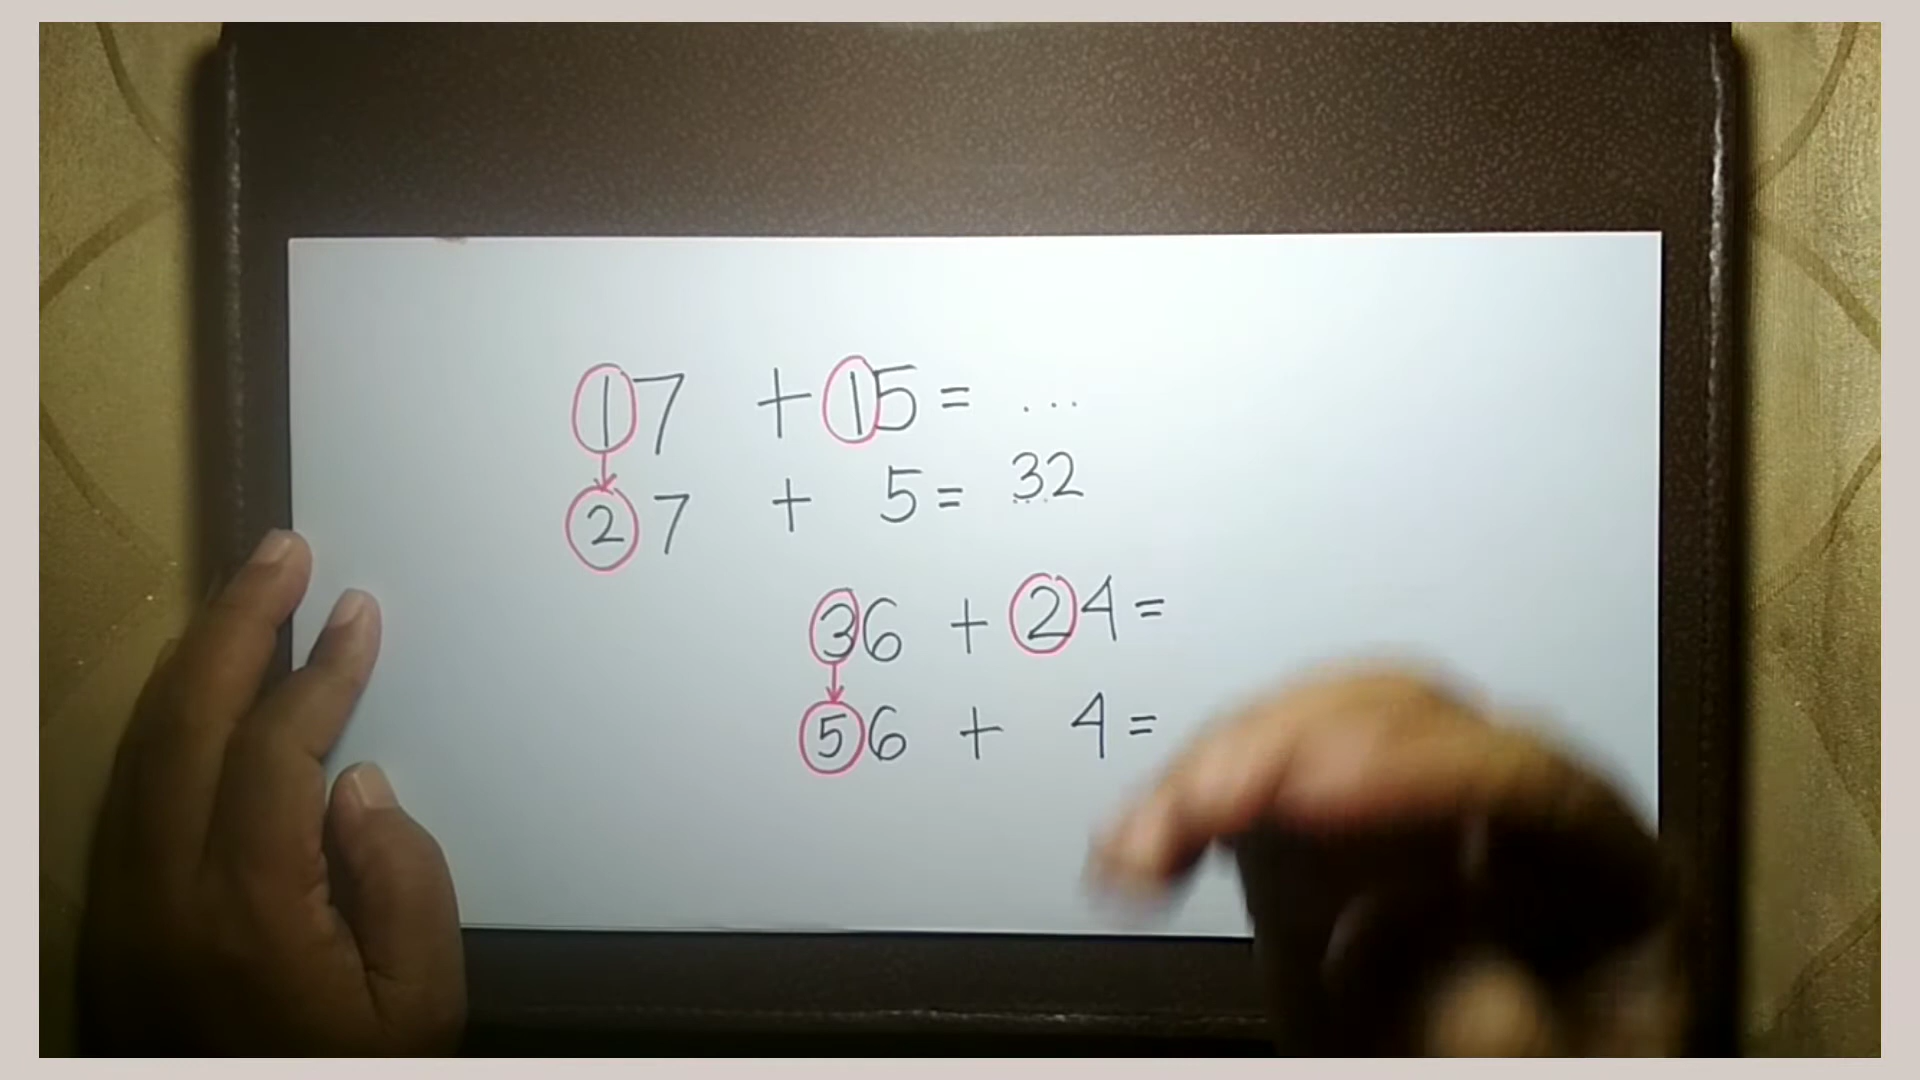 17 + 15 = ...
27 + 5 = 32
36 + 24 =
56 + 4 =